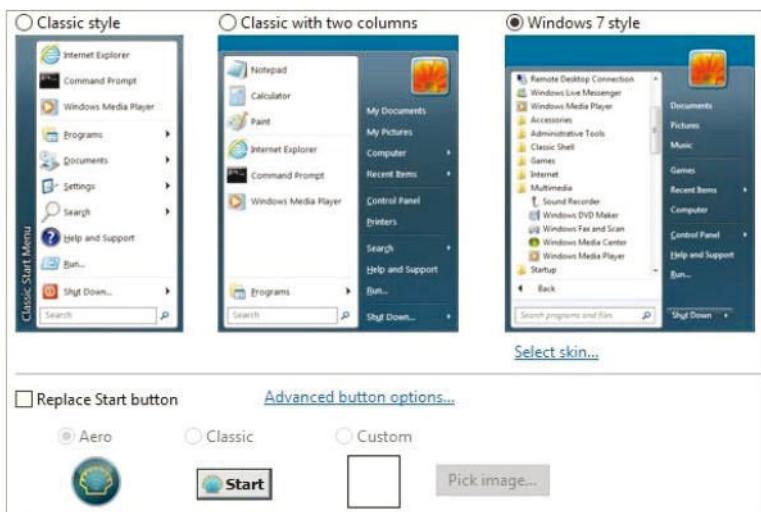 Classic style
Classic with two columns
Windows 7 style
Internet Explorer
Command Prompt
Windows Media Player
Programs
Documents
Settings
Search
Help and Support
Run...
Shut Down...
Search
Classic Start Menu
Notepad
Calculator
Paint
Internet Explorer
Command Prompt
Windows Media Player
Programs
Search
My Documents
My Pictures
Computer
Recent Items
Control Panel
Printers
Search
Help and Support
Run...
Shut Down...
Remote Desktop Connection
Windows Live Messenger
Windows Media Player
Accessories
Administrative Tools
Classic Shell
Games
Internet
Multimedia
Sound Recorder
Windows DVD Maker
Windows Fax and Scan
Windows Media Center
Windows Media Player
Startup
Back
Search programs and files
Documents
Pictures
Music
Games
Recent Items
Computer
Control Panel
Help and Support
Run...
Shut Down
Select skin...
Replace Start button
Advanced button options...
Aero
Classic
Custom
Start
Pick image...